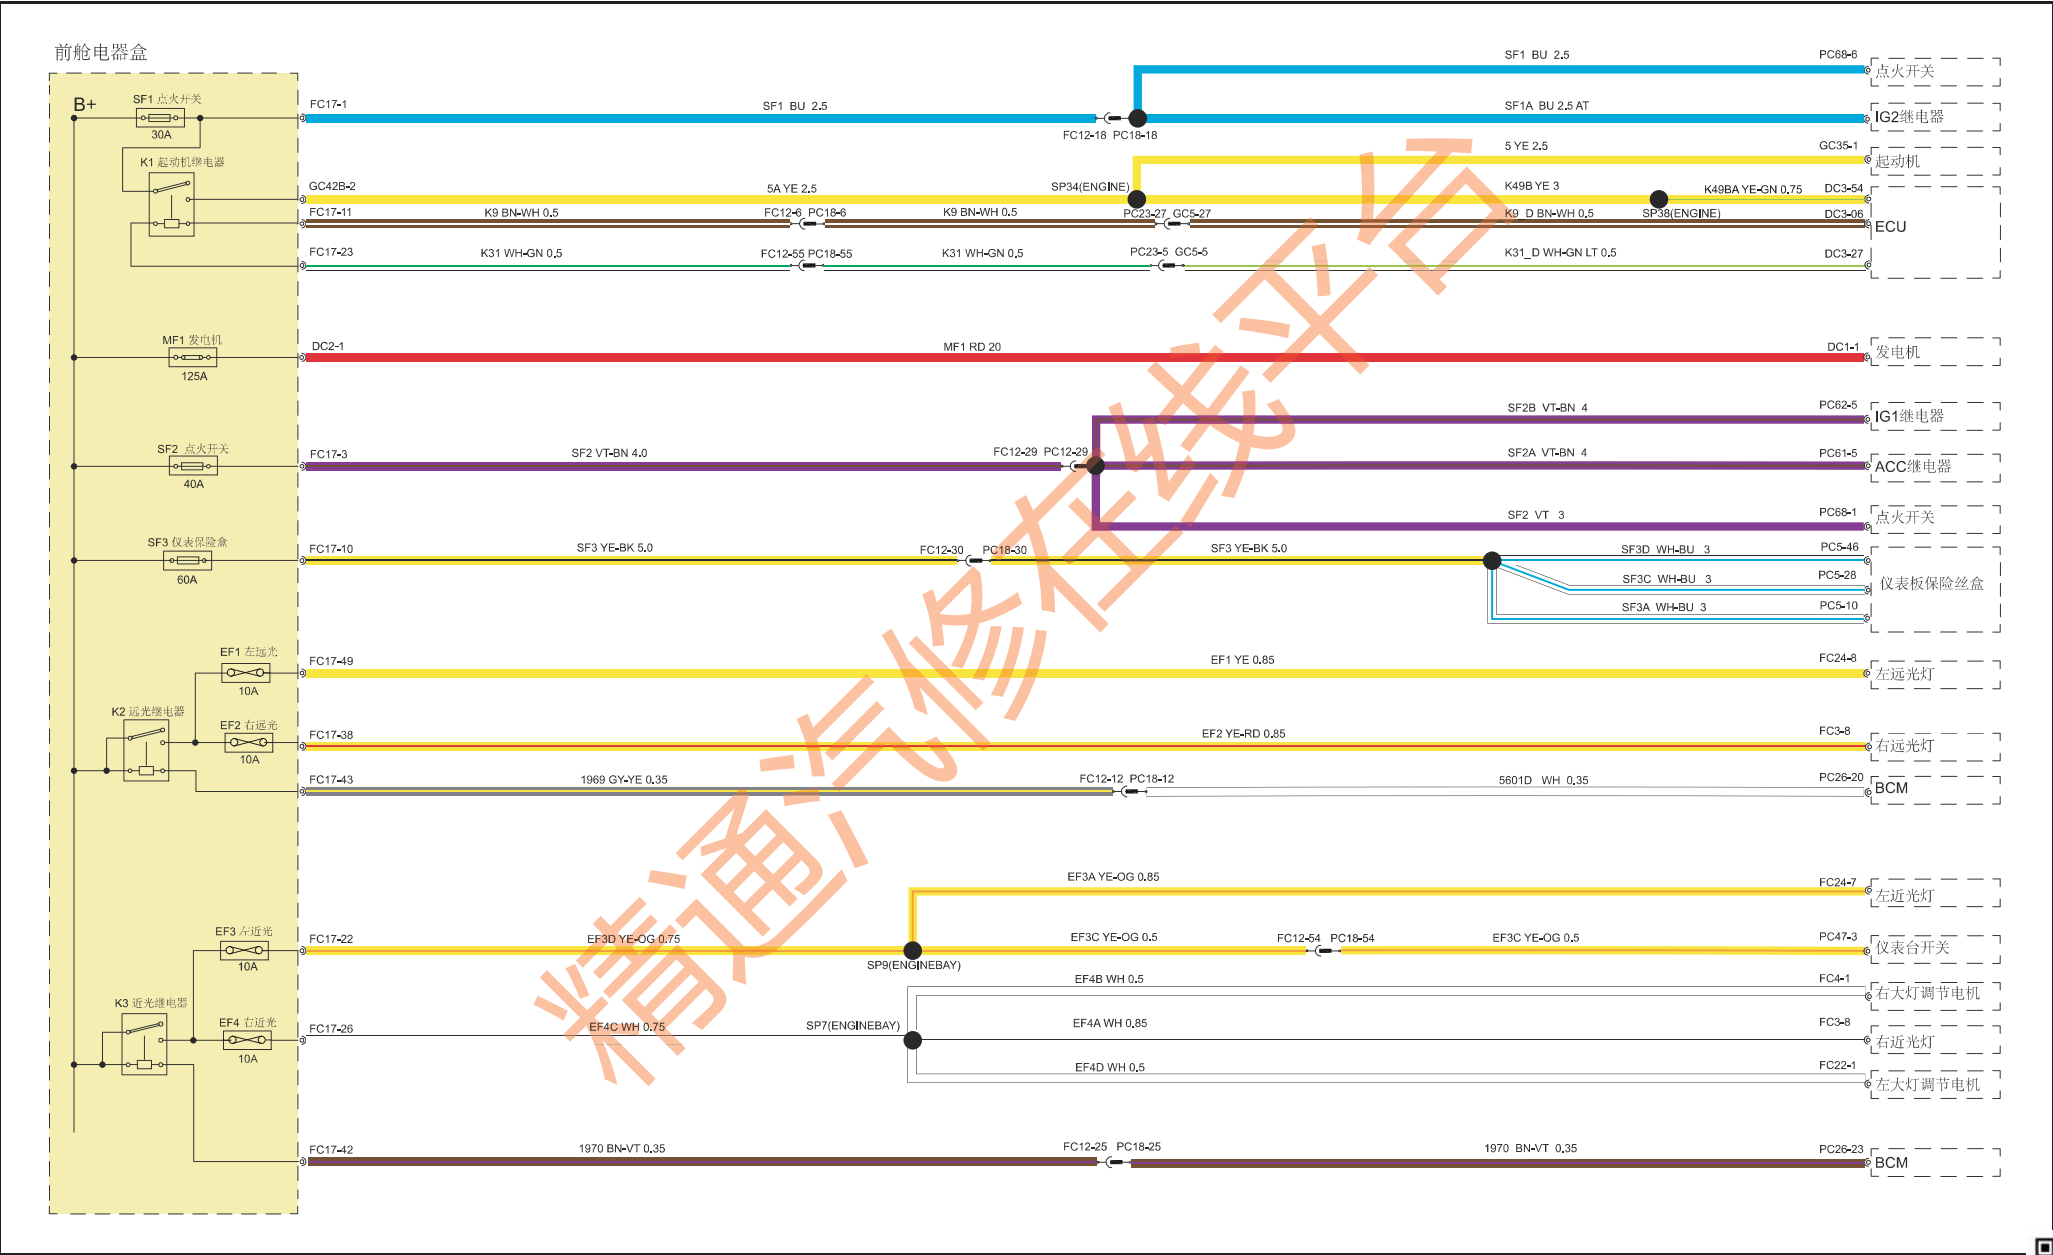 前舱电器盒
B+
SF1 点火开关
30A
FC17-1
SF1 BU 2.5
FC12-18 PC18-18
SF1 BU 2.5
PC68-6
点火开关
SF1A BU 2.5 AT
IG2继电器
K1 起动机继电器
GC42B-2
5A YE 2.5
SP34(ENGINE)
5 YE 2.5
GC35-1
起动机
K49B YE 3
SP38(ENGINE)
K49BA YE-GN 0.75
DC3-54
FC17-11
K9 BN-WH 0.5
FC12-6 PC18-6
K9 BN-WH 0.5
PC23-27 GC5-27
K9_D BN-WH 0.5
DC3-06
ECU
FC17-23
K31 WH-GN 0.5
FC12-55 PC18-55
K31 WH-GN 0.5
PC23-5 GC5-5
K31_D WH-GN LT 0.5
DC3-27
MF1 发电机
125A
DC2-1
MF1 RD 20
DC1-1
发电机
SF2 点火开关
40A
FC17-3
SF2 VT-BN 4.0
FC12-29 PC12-29
SF2B VT-BN 4
PC62-5
IG1继电器
SF2A VT-BN 4
PC61-5
ACC继电器
SF2 VT 3
PC68-1
点火开关
SF3 仪表保险盒
60A
FC17-10
SF3 YE-BK 5.0
FC12-30 PC18-30
SF3 YE-BK 5.0
SF3D WH-BU 3
PC5-46
SF3C WH-BU 3
PC5-28
仪表板保险丝盒
SF3A WH-BU 3
PC5-10
EF1 左远光
10A
FC17-49
EF1 YE 0.85
FC24-8
左远光灯
K2 远光继电器
EF2 右远光
10A
FC17-38
EF2 YE-RD 0.85
FC3-8
右远光灯
FC17-43
1969 GY-YE 0.35
FC12-12 PC18-12
5601D WH 0.35
PC26-20
BCM
EF3A YE-OG 0.85
FC24-7
左近光灯
EF3 左近光
10A
FC17-22
EF3D YE-OG 0.75
SP9(ENGINEBAY)
EF3C YE-OG 0.5
FC12-54 PC18-54
EF3C YE-OG 0.5
PC47-3
仪表台开关
EF4B WH 0.5
FC4-1
右大灯调节电机
K3 近光继电器
EF4 右近光
10A
FC17-26
EF4C WH 0.75
SP7(ENGINEBAY)
EF4A WH 0.85
FC3-8
右近光灯
EF4D WH 0.5
FC22-1
左大灯调节电机
FC17-42
1970 BN-VT 0.35
FC12-25 PC18-25
1970 BN-VT 0.35
PC26-23
BCM
精通汽修在线平台